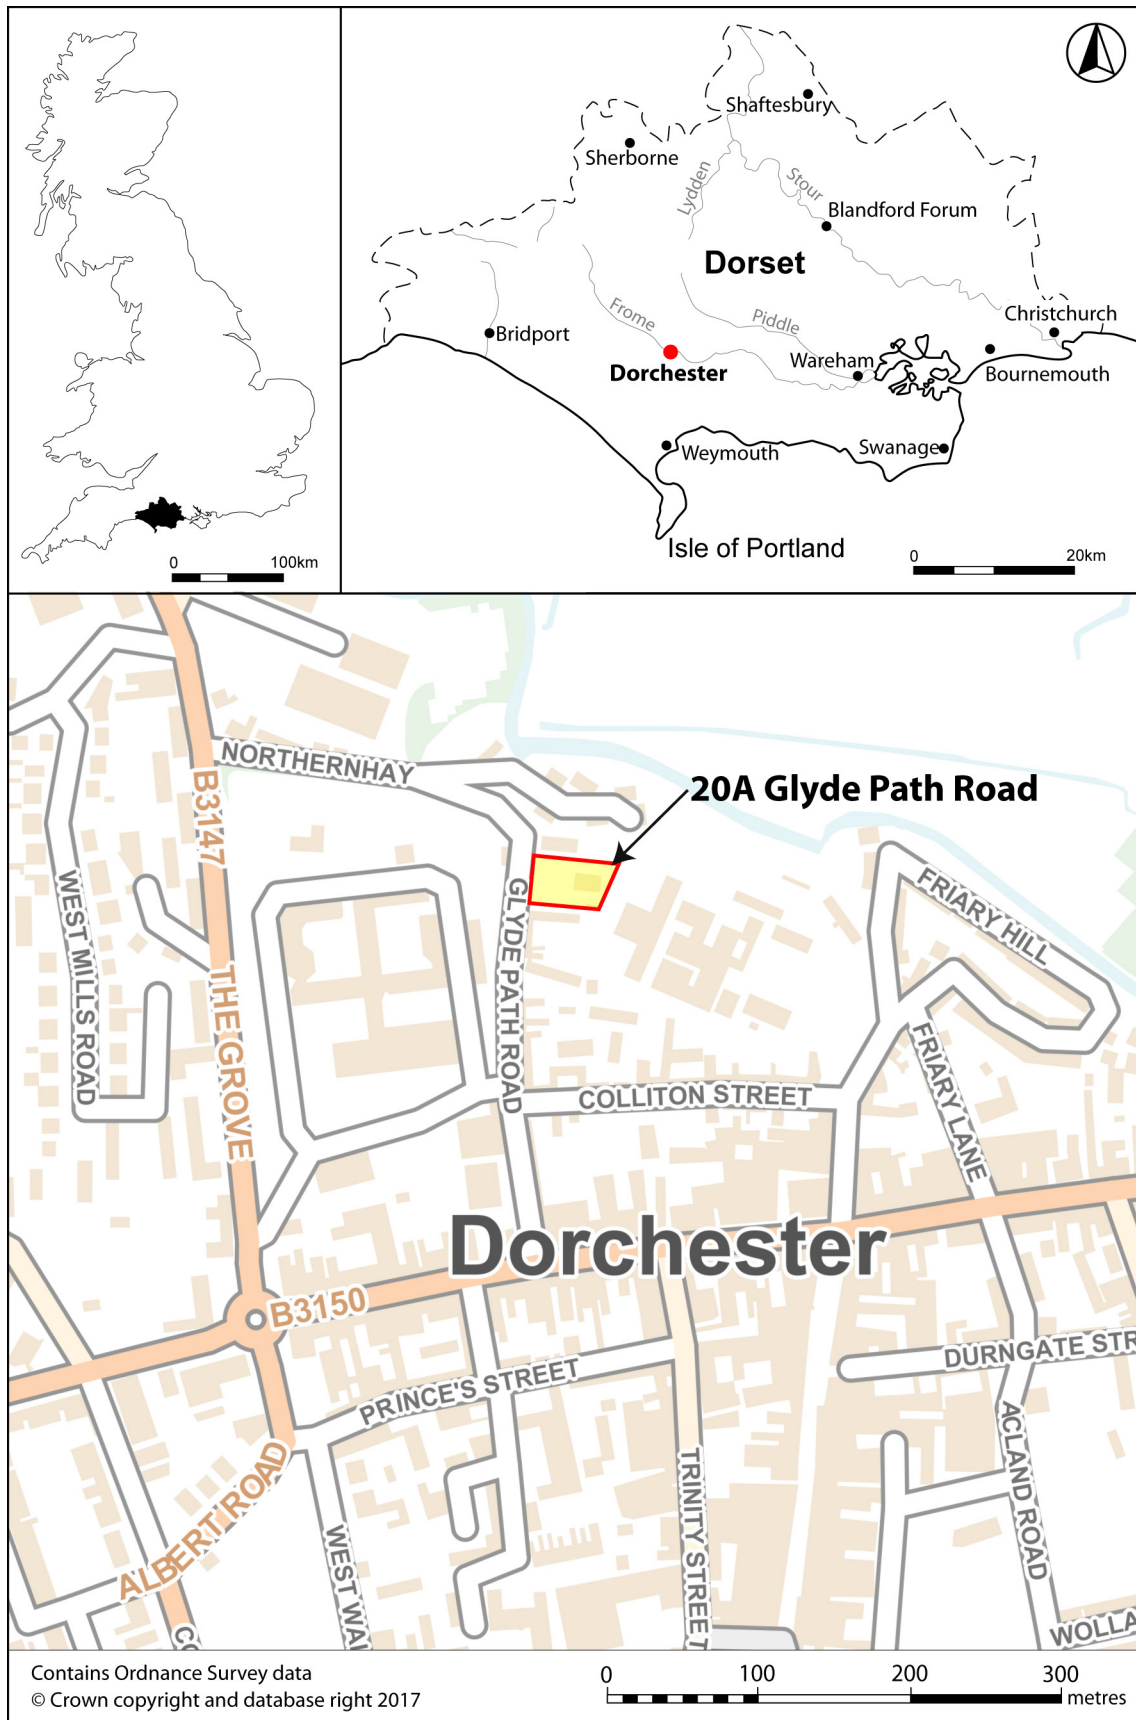 0
100km
Shaftesbury
Sherborne
Lydden
Stour
Blandford Forum
Dorset
Christchurch
Frome
Piddle
Bridport
Wareham
Bournemouth
Dorchester
Weymouth
Swanage
Isle of Portland
0
20km
NORTHERNHAY
B3147
20A Glyde Path Road
WEST MILLS ROAD
GLYDE PATH ROAD
FRIARY HILL
THE GROVE
COLLITON STREET
FRIARY LANE
Dorchester
B3150
DURNGATE STR
PRINCE'S STREET
ACLAND ROAD
ALBERT ROAD
TRINITY STREET
WEST WAL
CO
WOLLA
Contains Ordnance Survey data
© Crown copyright and database right 2017
0 100 200 300
metres